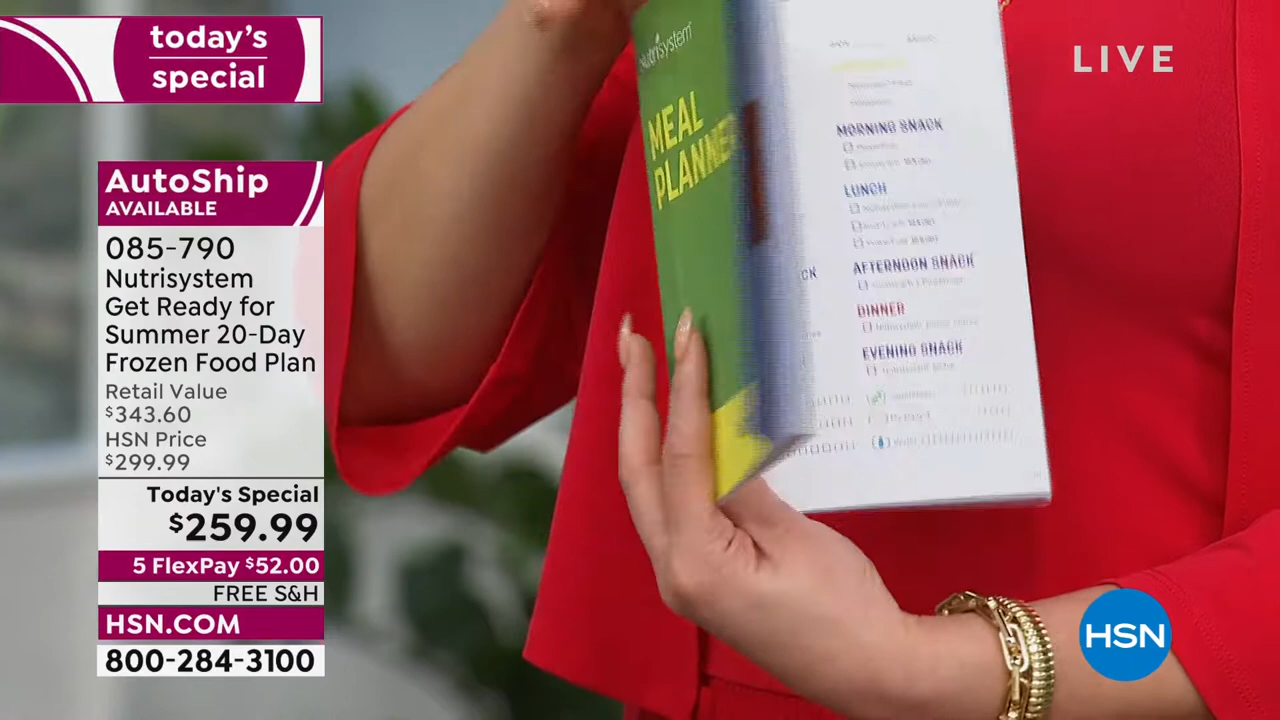 today's
special
LIVE
AutoShip
AVAILABLE
085-790
Nutrisystem
Get Ready for
Summer 20-Day
Frozen Food Plan
Retail Value
$343.60
HSN Price
$299.99
Today's Special
$259.99
5 FlexPay $52.00
FREE S&H
HSN.COM
800-284-3100
Nutrisystem
MEAL
PLANNER
MORNING SNACK
LUNCH
AFTERNOON SNACK
DINNER
EVENING SNACK
HSN